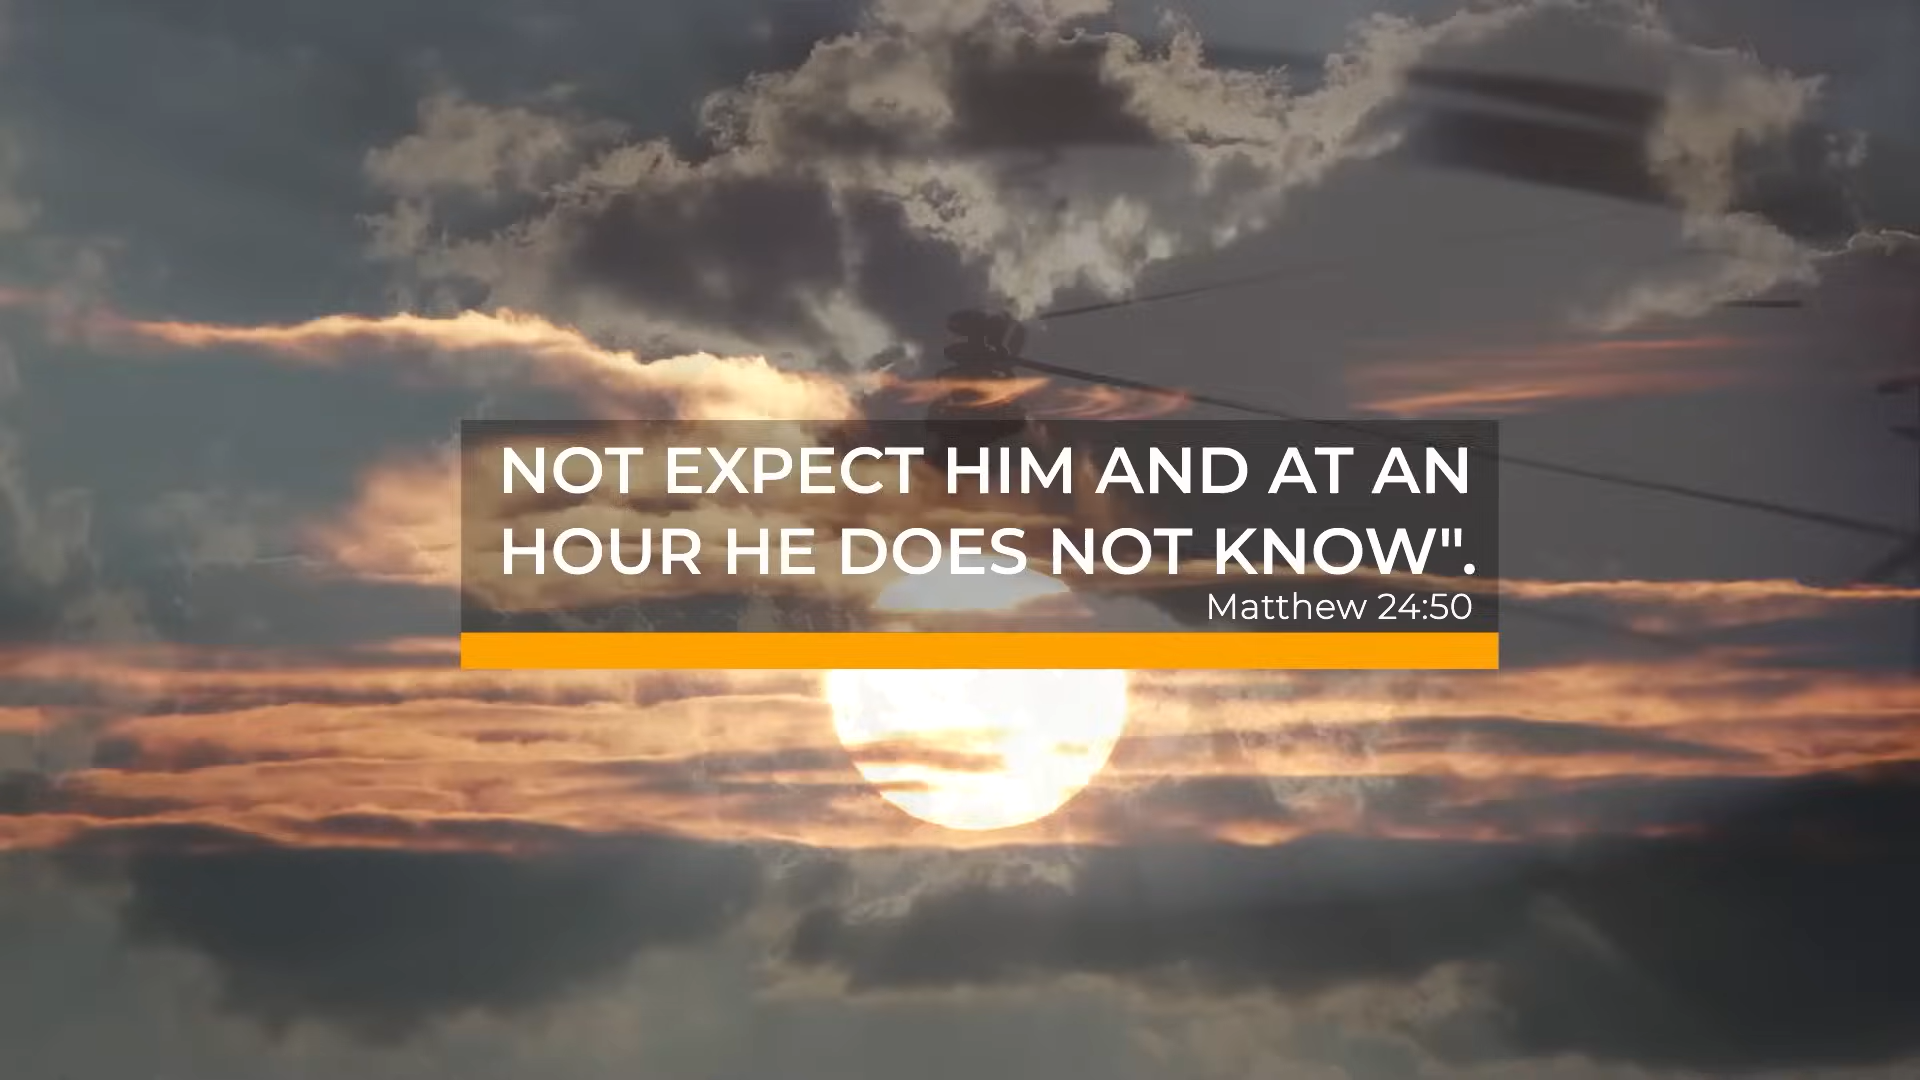 NOT EXPECT HIM AND AT AN
HOUR HE DOES NOT KNOW".
Matthew 24:50